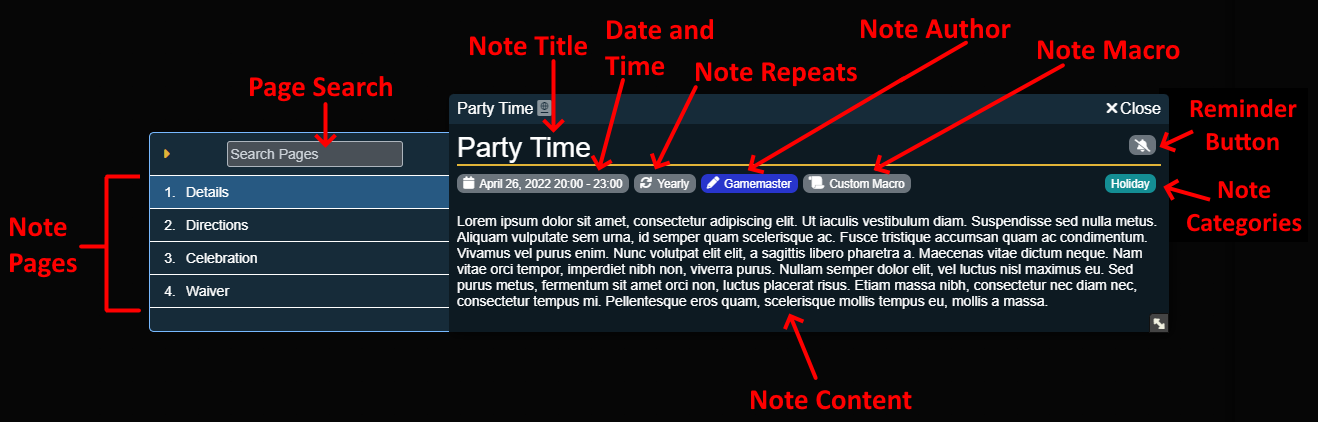 Note Title
Date and
Time
Note Repeats
Note Author
Note Macro
Page Search
Reminder
Button
Note
Categories
Note
Pages
Note Content
Search Pages
1. Details
2. Directions
3. Celebration
4. Waiver
Party Time
Close
Party Time
April 26, 2022 20:00 - 23:00
Yearly
Gamemaster
Custom Macro
Holiday
Lorem ipsum dolor sit amet, consectetur adipiscing elit. Ut iaculis vestibulum diam. Suspendisse sed nulla metus.
Aliquam vulputate sem urna, id semper quam scelerisque ac. Fusce tristique accumsan quam ac condimentum.
Vivamus vel purus enim. Nunc volutpat elit elit, a sagittis libero pharetra a. Maecenas vitae dictum neque. Nam
vitae orci tempor, imperdiet nibh non, viverra purus. Nullam semper dolor elit, vel luctus nisl maximus eu. Sed
purus metus, fermentum sit amet orci non, luctus placerat risus. Etiam massa nibh, consectetur nec diam nec,
consectetur tempus mi. Pellentesque eros quam, scelerisque mollis tempus eu, mollis a massa.